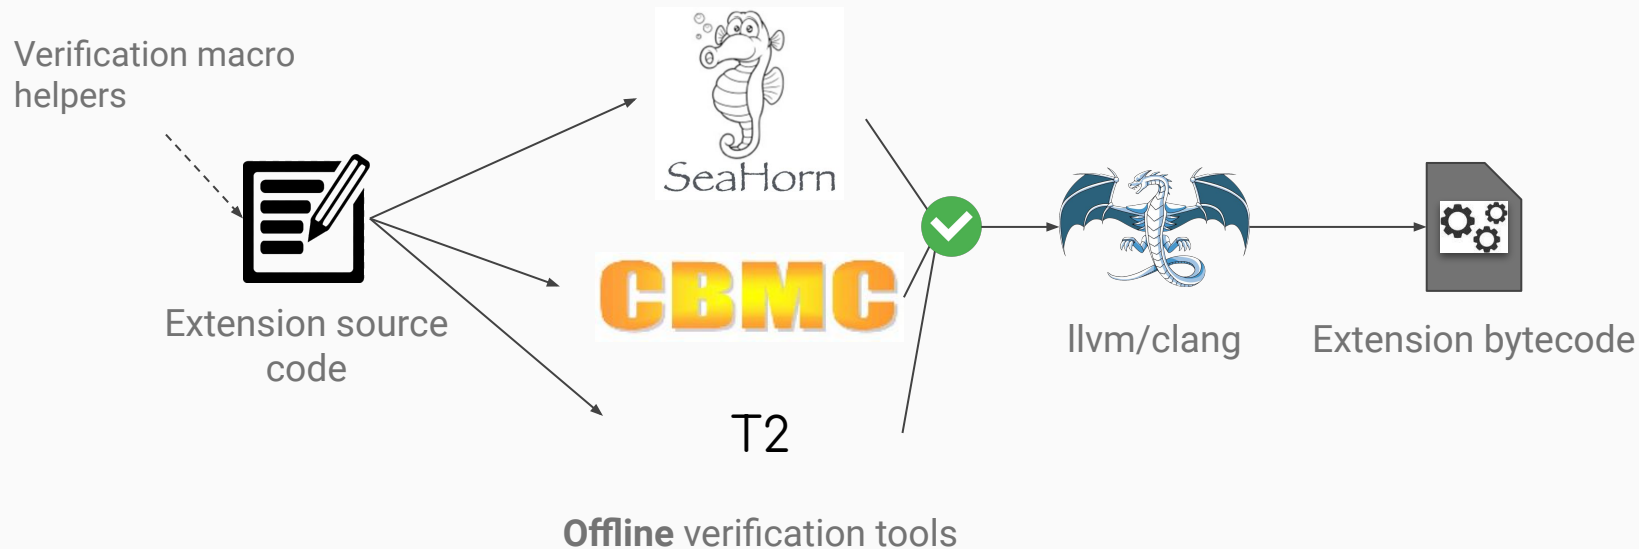 Verification macro
helpers
SeaHorn
CBMC
Extension source
code
llvm/clang
Extension bytecode
T2
Offline verification tools